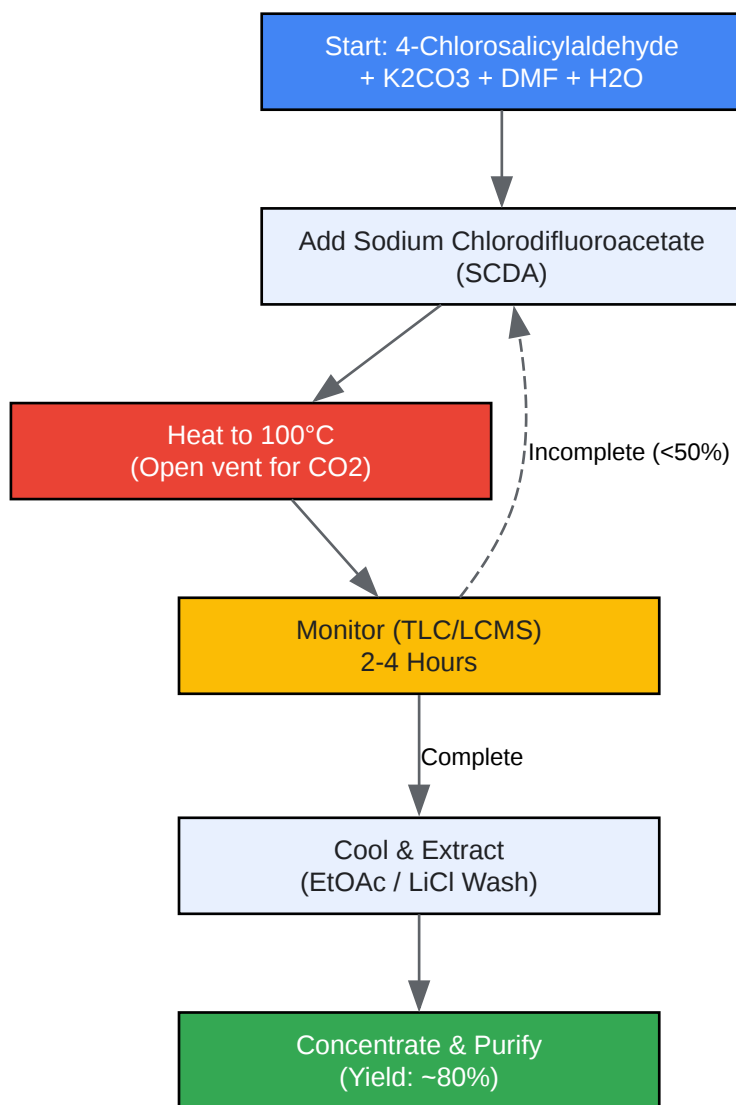 Start: 4-Chlorosalicylaldehyde
+ K2CO3 + DMF + H2O
Add Sodium Chlorodifluoroacetate
(SCDA)
Heat to 100°C
(Open vent for CO2)
Incomplete (<50%)
Monitor (TLC/LCMS)
2-4 Hours
Complete
Cool & Extract
(EtOAc / LiCl Wash)
Concentrate & Purify
(Yield: ~80%)